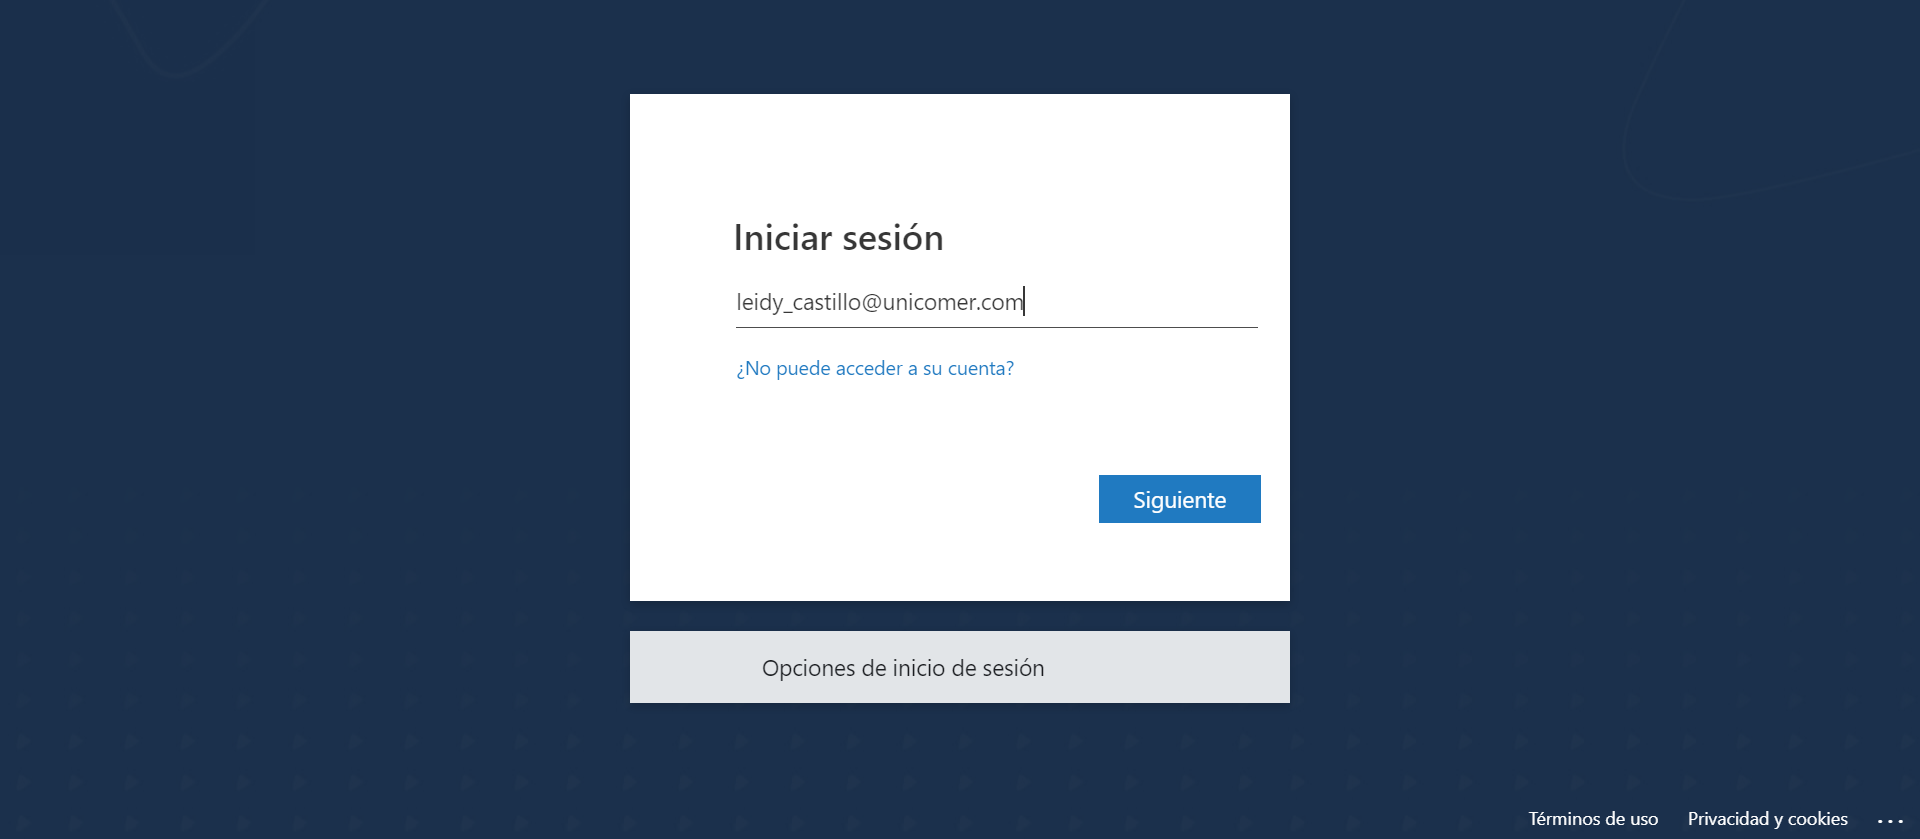 Iniciar sesión
leidy_castillo@unicomer.com
¿No puede acceder a su cuenta?
Siguiente
Opciones de inicio de sesión
Términos de uso Privacidad y cookies ...